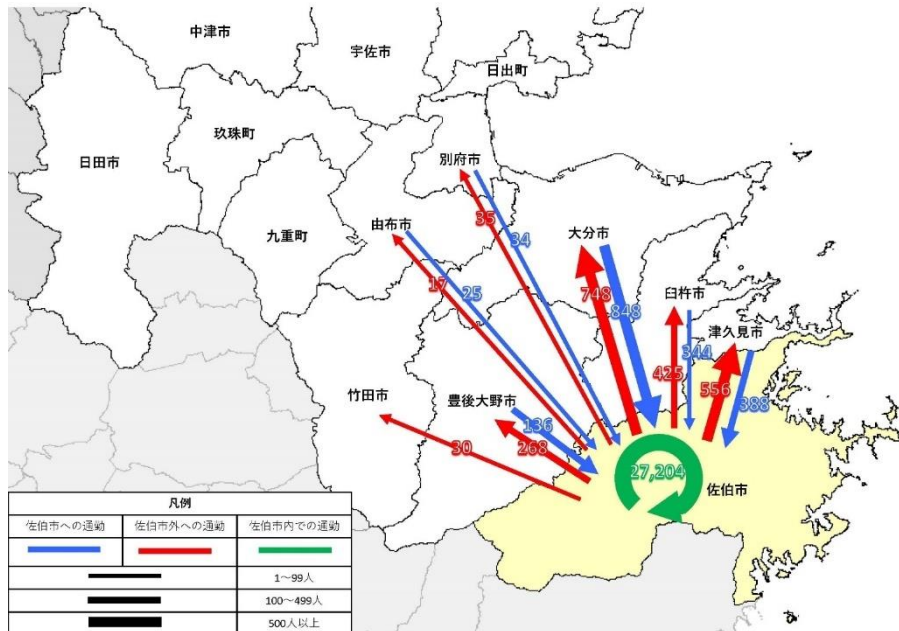 中津市
宇佐市
日出町
玖珠町
日田市
別府市
九重町
由布市
大分市
35
34
17
25
748
848
臼杵市
津久見市
344
425
556
388
竹田市
豊後大野市
136
268
30
27,204
佐伯市
凡例
佐伯市への通勤
佐伯市外への通勤
佐伯市内での通勤
1～99人
100～499人
500人以上